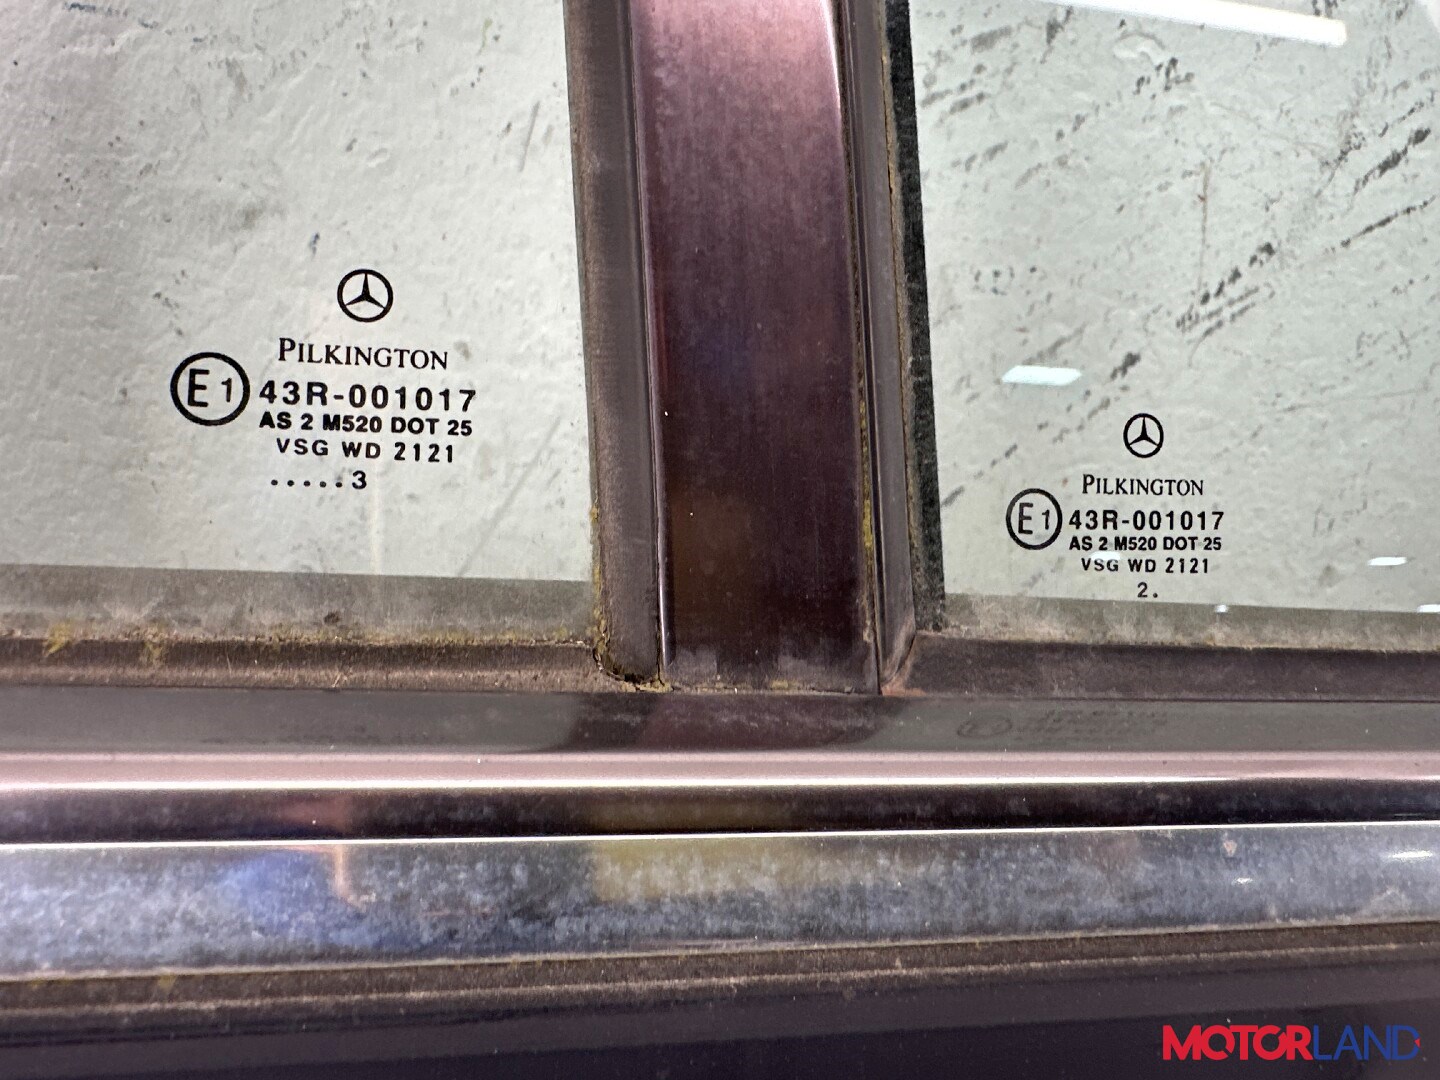 PILKINGTON
E1 43R-001017
AS 2 M520 DOT 25
VSG WD 2121
.....3
PILKINGTON
E1 43R-001017
AS 2 M520 DOT 25
VSG WD 2121
2.
MOTORLAND